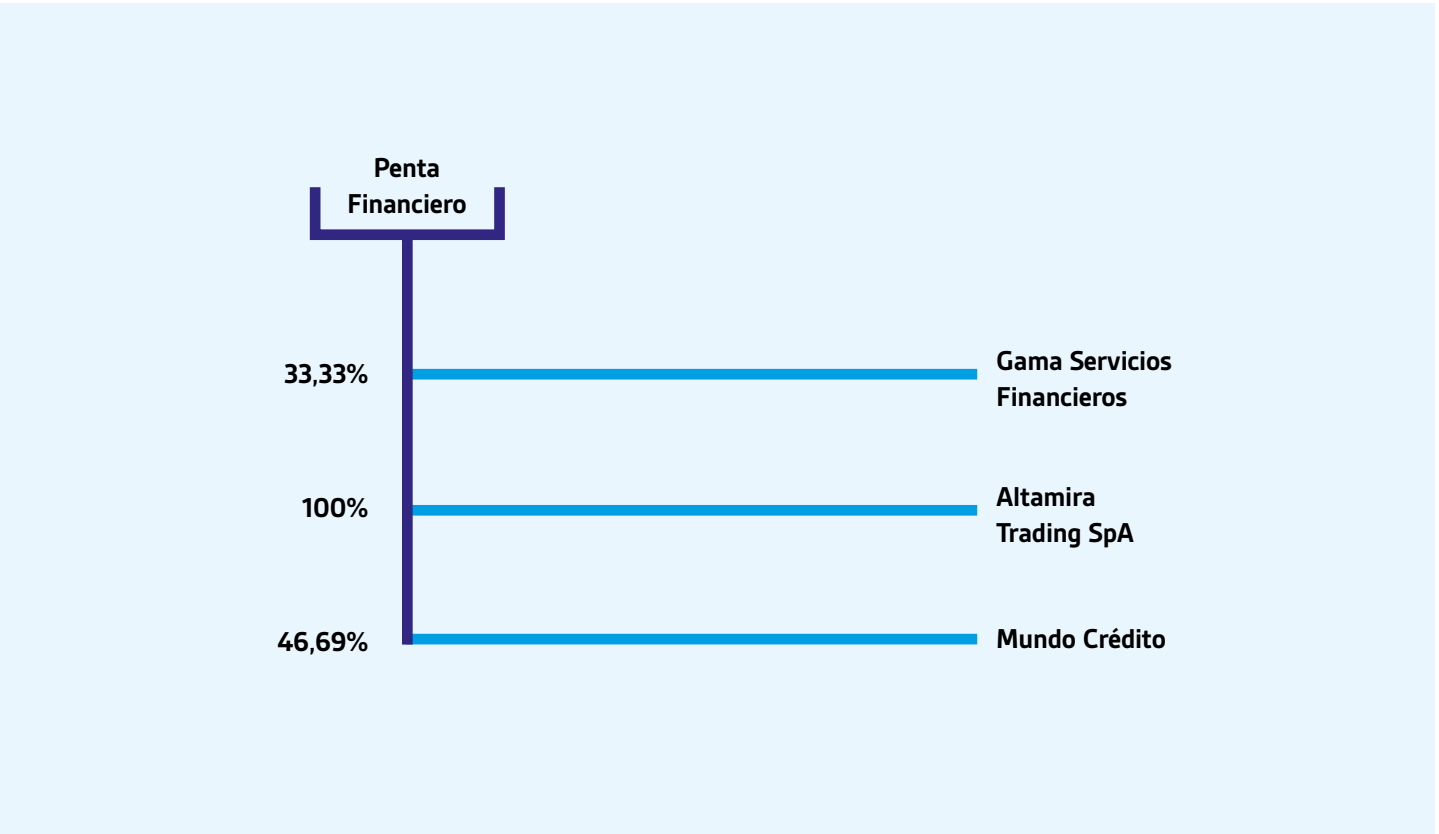 Penta
Financiero
33,33%
Gama Servicios
Financieros
100%
Altamira
Trading SpA
46,69%
Mundo Crédito